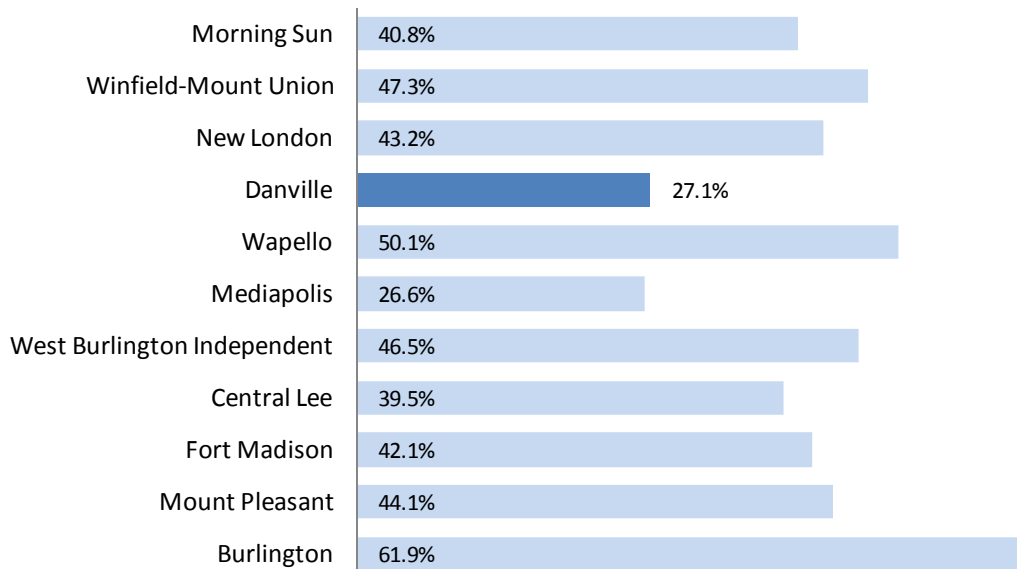 Morning Sun 40.8%
Winfield-Mount Union 47.3%
New London 43.2%
Danville 27.1%
Wapello 50.1%
Mediapolis 26.6%
West Burlington Independent 46.5%
Central Lee 39.5%
Fort Madison 42.1%
Mount Pleasant 44.1%
Burlington 61.9%